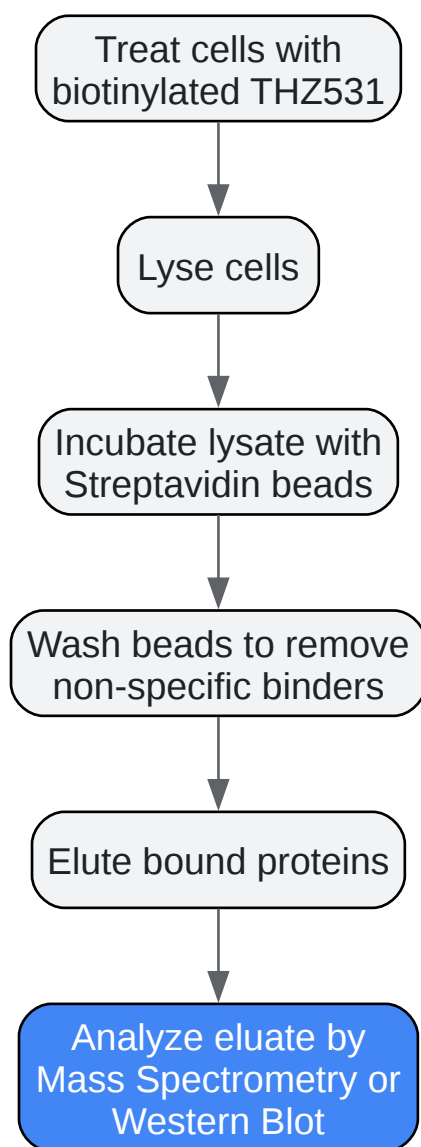 Treat cells with
biotinylated THZ531
Lyse cells
Incubate lysate with
Streptavidin beads
Wash beads to remove
non-specific binders
Elute bound proteins
Analyze eluate by
Mass Spectrometry or
Western Blot